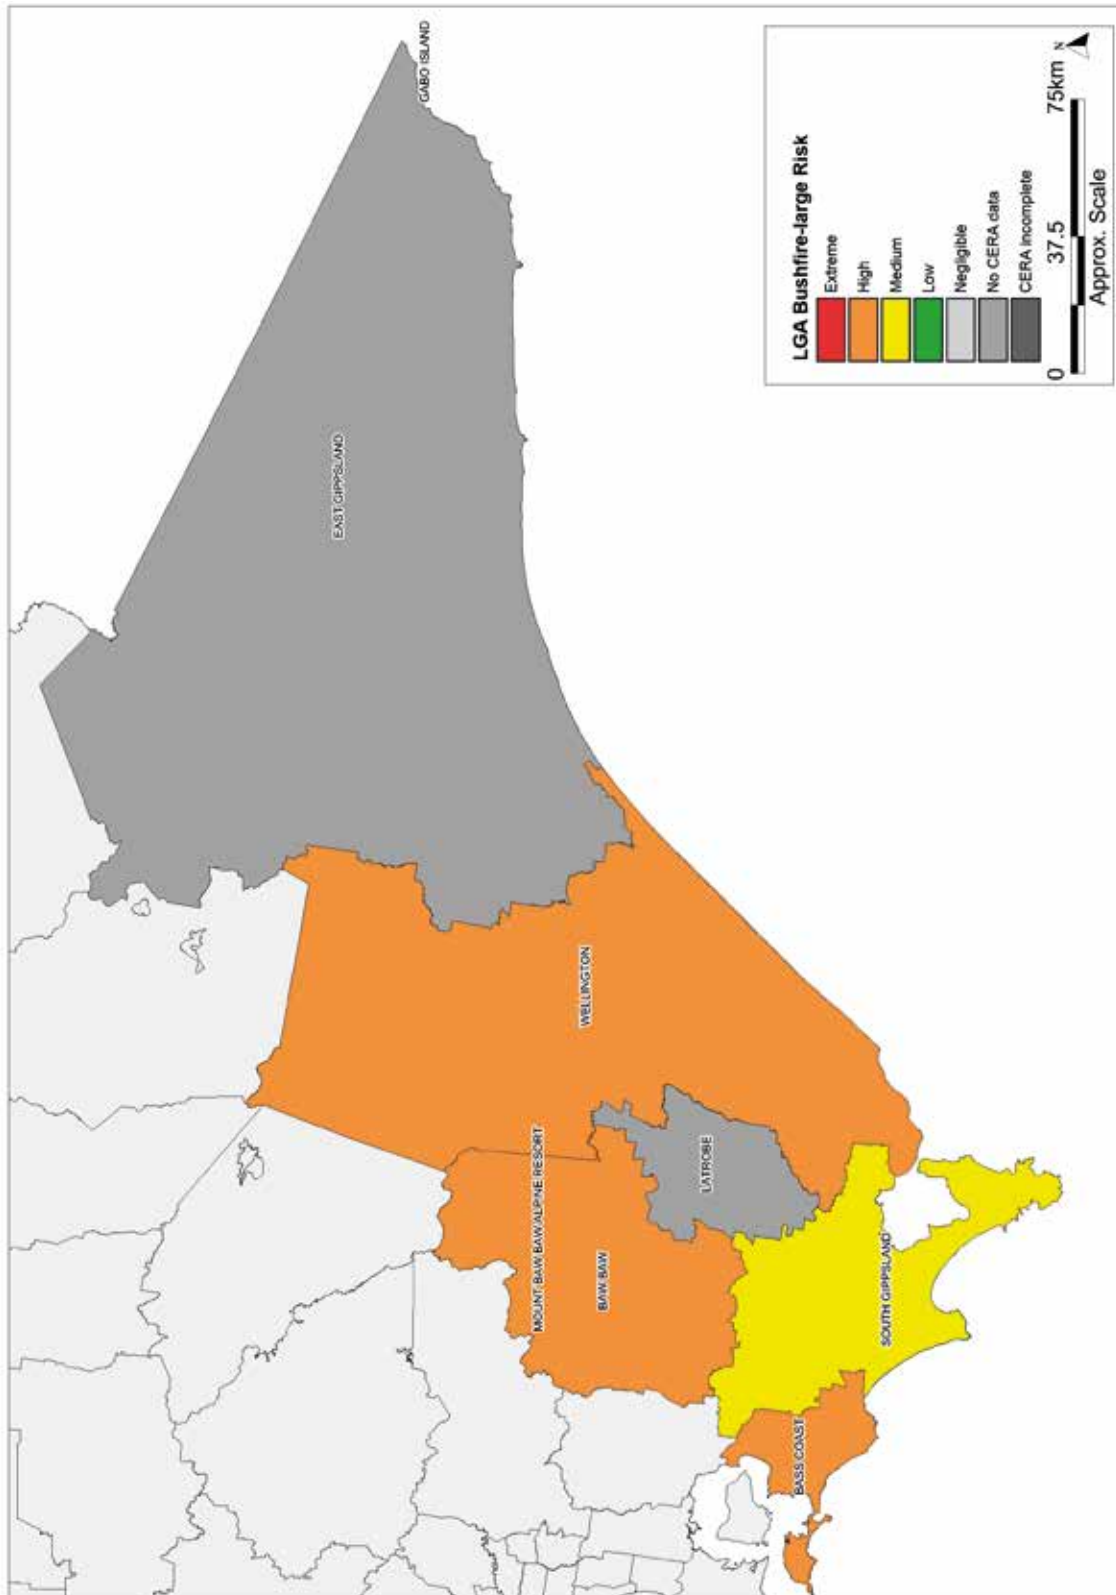 GABO ISLAND
EAST GIPPSLAND
WELLINGTON
MOUNT BAW BAW ALPINE RESORT
BAW BAW
LATROBE
SOUTH GIPPSLAND
BASS COAST
LGA Bushfire-large Risk
Extreme
High
Medium
Low
Negligible
No CERA data
CERA incomplete
0 37.5 75km
N
Approx. Scale